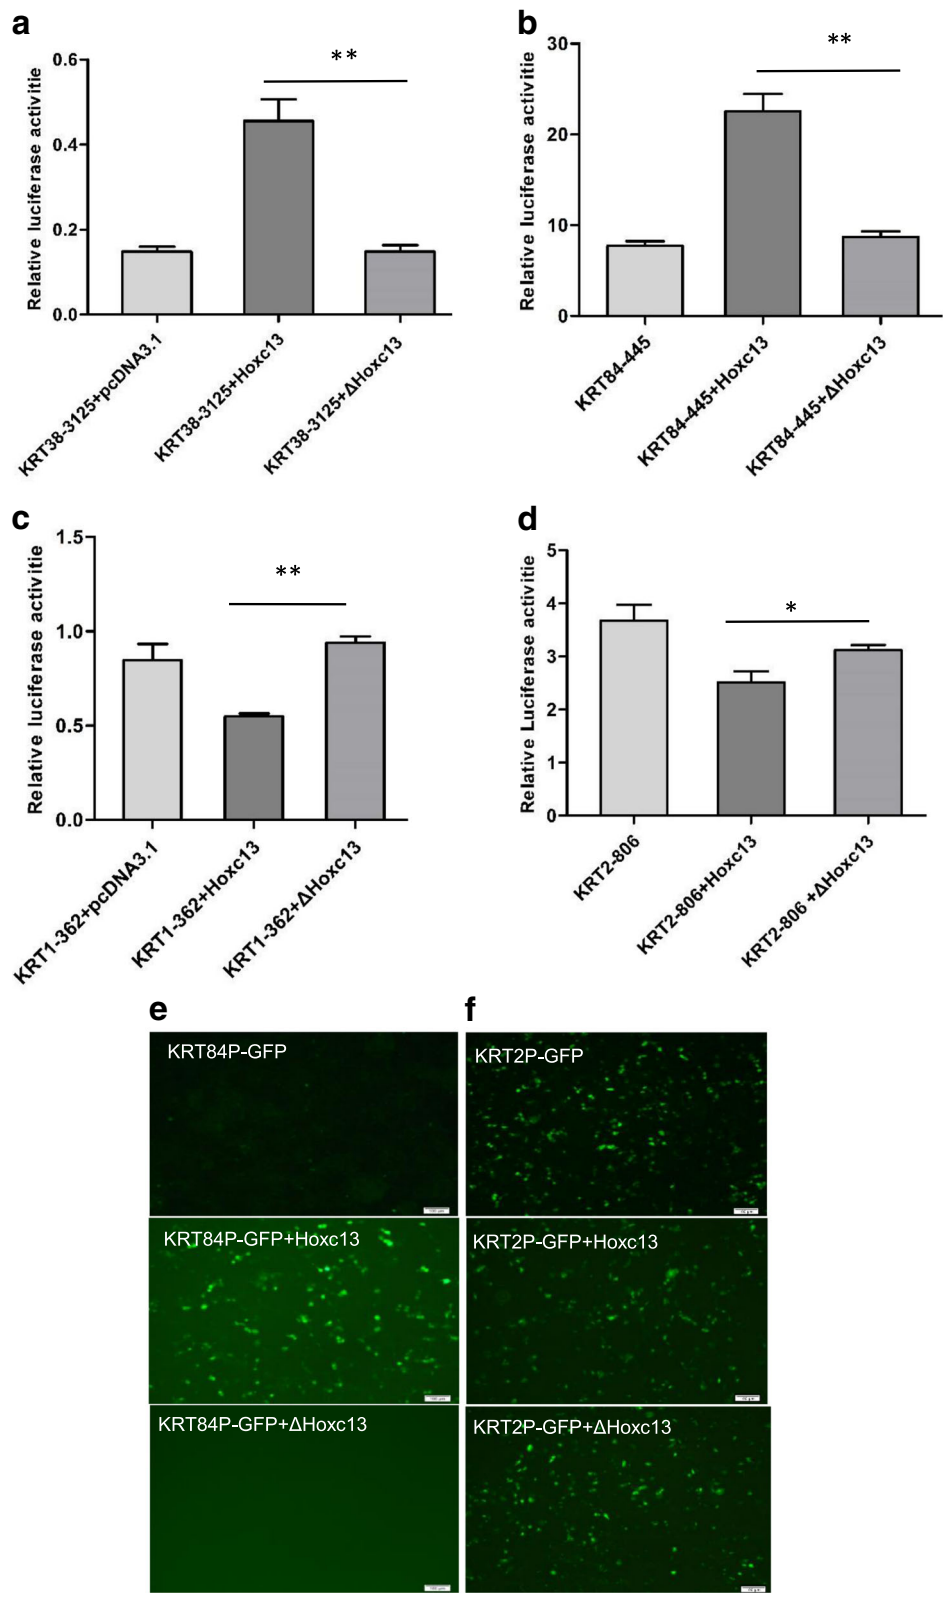 a
**
0.6
0.4
0.2
0.0
Relative luciferase activitie
KRT38-3125+pcDNA3.1
KRT38-3125+Hoxc13
KRT38-3125+ΔHoxc13
b
**
30
20
10
0
Relative luciferase activitie
KRT84-445
KRT84-445+Hoxc13
KRT84-445+ΔHoxc13
c
**
1.5
1.0
0.5
0.0
Relative luciferase activitie
KRT1-362+pcDNA3.1
KRT1-362+Hoxc13
KRT1-362+ΔHoxc13
d
*
5
4
3
2
1
0
Relative Luciferase activitie
KRT2-806
KRT2-806+Hoxc13
KRT2-806 +ΔHoxc13
e
KRT84P-GFP
KRT84P-GFP+Hoxc13
KRT84P-GFP+ΔHoxc13
f
KRT2P-GFP
KRT2P-GFP+Hoxc13
KRT2P-GFP+ΔHoxc13